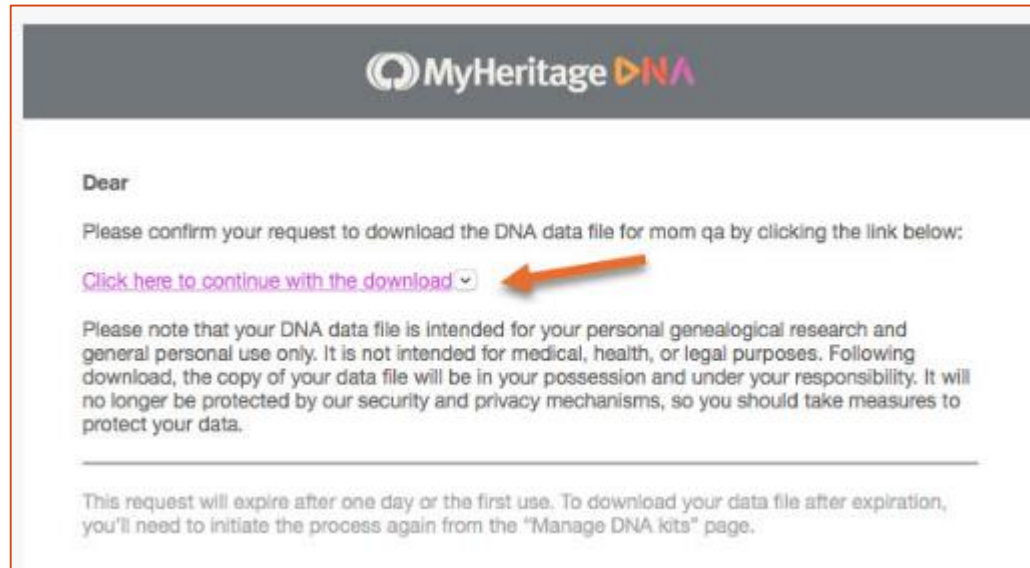 MyHeritage DNA
Dear
Please confirm your request to download the DNA data file for mom qa by clicking the link below:
Click here to continue with the download
Please note that your DNA data file is intended for your personal genealogical research and
general personal use only. It is not intended for medical, health, or legal purposes. Following
download, the copy of your data file will be in your possession and under your responsibility. It will
no longer be protected by our security and privacy mechanisms, so you should take measures to
protect your data.
This request will expire after one day or the first use. To download your data file after expiration,
you'll need to initiate the process again from the "Manage DNA kits" page.